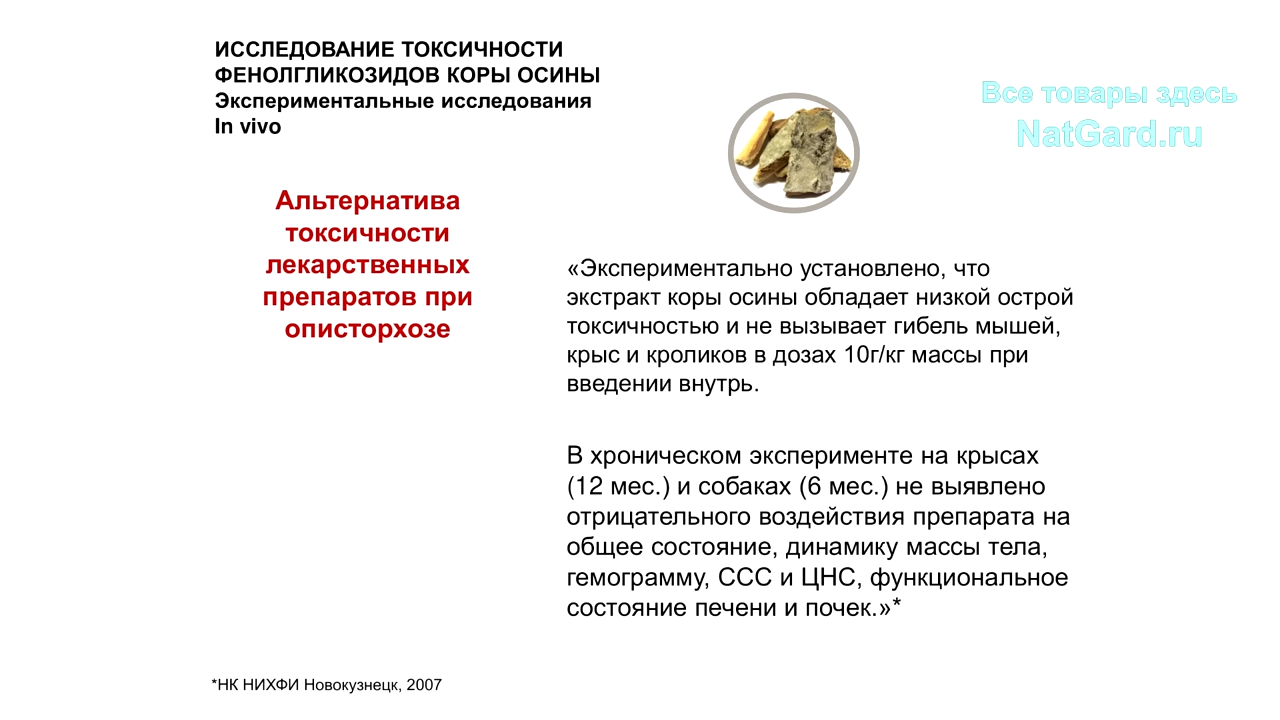 ИССЛЕДОВАНИЕ ТОКСИЧНОСТИ
ФЕНОЛГЛИКОЗИДОВ КОРЫ ОСИНЫ
Экспериментальные исследования
In vivo
Все товары здесь
NatGard.ru
Альтернатива
токсичности
лекарственных
препаратов при
описторхозе
«Экспериментально установлено, что
экстракт коры осины обладает низкой острой
токсичностью и не вызывает гибель мышей,
крыс и кроликов в дозах 10г/кг массы при
введении внутрь.
В хроническом эксперименте на крысах
(12 мес.) и собаках (6 мес.) не выявлено
отрицательного воздействия препарата на
общее состояние, динамику массы тела,
гемограмму, ССС и ЦНС, функциональное
состояние печени и почек.»*
*НК НИХФИ Новокузнецк, 2007